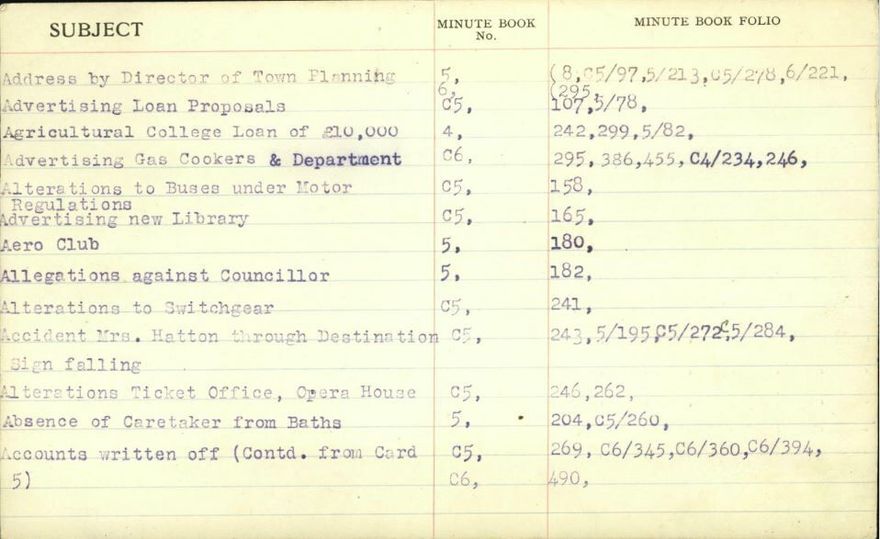 SUBJECT MINUTE BOOK No. MINUTE BOOK FOLIO
Address by Director of Town Planning 5, (8,C5/97,5/213,C5/278,6/221,
6, (295,
Advertising Loan Proposals C5, 107,5/78,
Agricultural College Loan of £10,000 4, 242,299,5/82,
Advertising Gas Cookers & Department C6, 295, 386,455, C4/234,246,
Alterations to Buses under Motor C5, 158,
Regulations
Advertising new Library C5, 165,
Aero Club 5, 180,
Allegations against Councillor 5, 182,
Alterations to Switchgear C5, 241,
Accident Mrs. Hatton through Destination C5, 243,5/195,C5/272,C5/284,
Sign falling
Alterations Ticket Office, Opera House C5, 246,262,
Absence of Caretaker from Baths 5, 204,C5/260,
Accounts written off (Contd. from Card C5, 269, C6/345,C6/360,C6/394,
5) C6, 490,